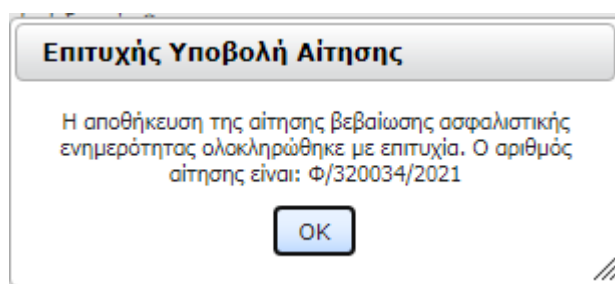 Επιτυχής Υποβολή Αίτησης
Η αποθήκευση της αίτησης βεβαίωσης ασφαλιστικής
ενημερότητας ολοκληρώθηκε με επιτυχία. Ο αριθμός
αίτησης είναι: Φ/320034/2021
OK